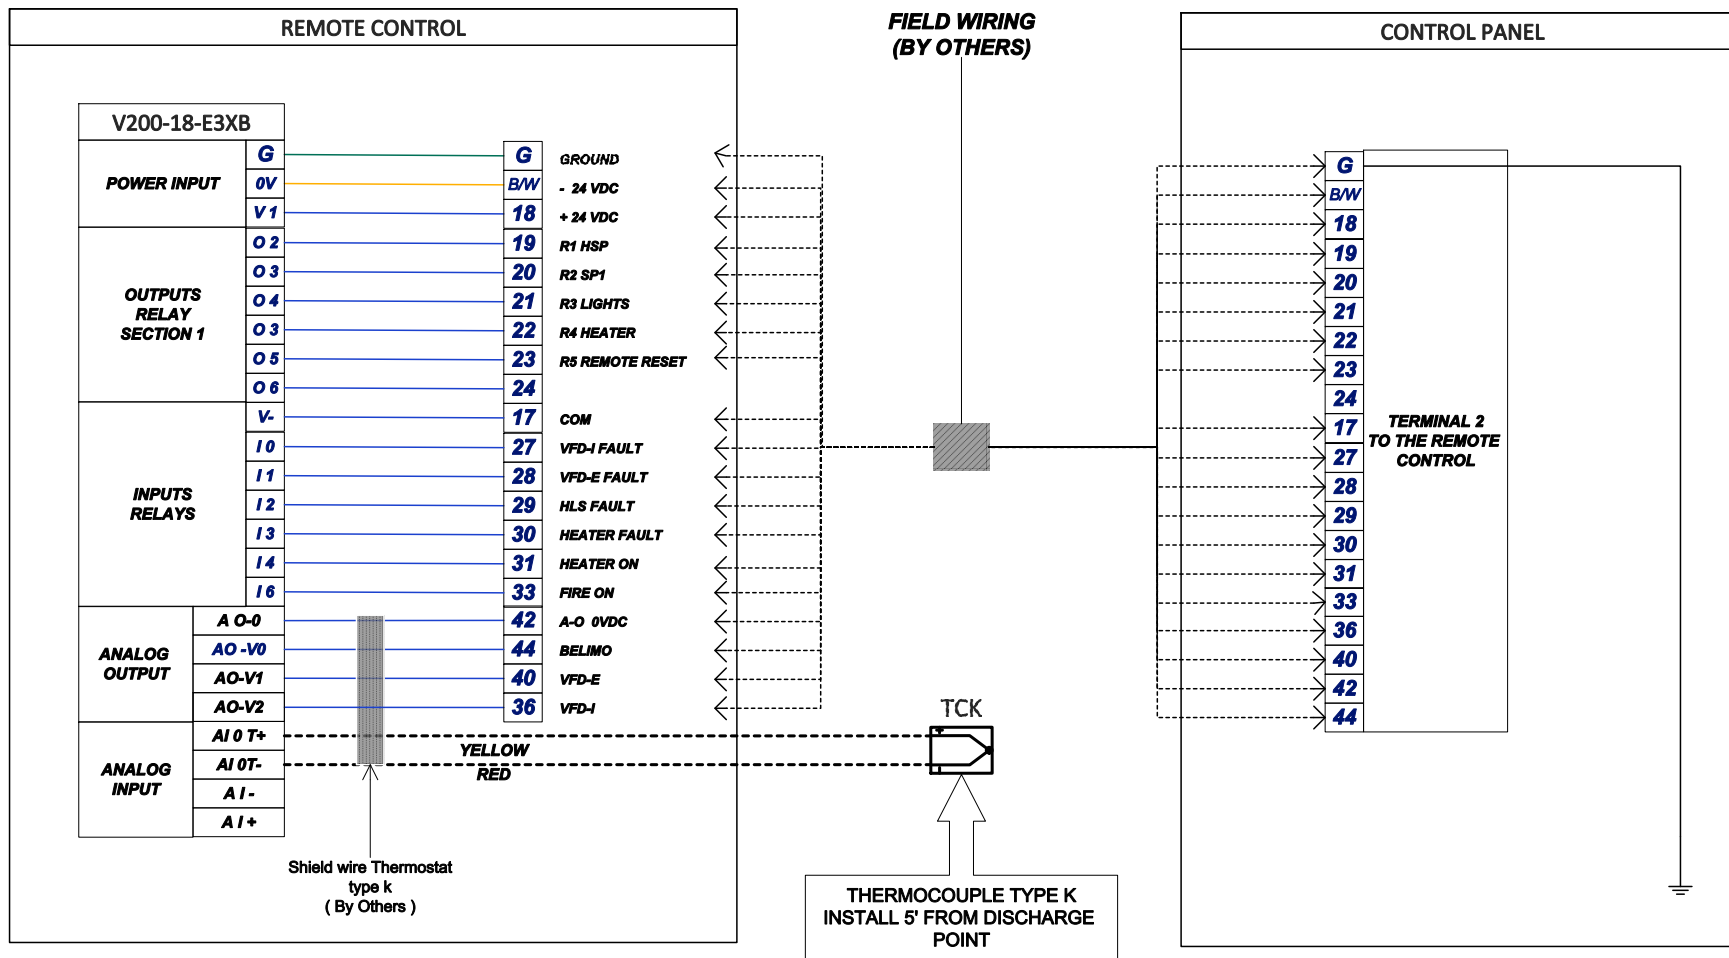 REMOTE CONTROL
FIELD WIRING
(BY OTHERS)
CONTROL PANEL
V200-18-E3XB
POWER INPUT
G
0V
V 1
OUTPUTS
RELAY
SECTION 1
O 2
O 3
O 4
O 3
O 5
O 6
INPUTS
RELAYS
V-
I 0
I 1
I 2
I 3
I 4
I 6
ANALOG
OUTPUT
A O-0
AO -V0
AO-V1
AO-V2
ANALOG
INPUT
AI 0 T+
AI 0T-
A I -
A I +
G GROUND
B/W - 24 VDC
18 + 24 VDC
19 R1 HSP
20 R2 SP1
21 R3 LIGHTS
22 R4 HEATER
23 R5 REMOTE RESET
24
17 COM
27 VFD-I FAULT
28 VFD-E FAULT
29 HLS FAULT
30 HEATER FAULT
31 HEATER ON
33 FIRE ON
42 A-O 0VDC
44 BELIMO
40 VFD-E
36 VFD-I
YELLOW
RED
TCK
+
-
Shield wire Thermostat
type k
( By Others )
THERMOCOUPLE TYPE K
INSTALL 5' FROM DISCHARGE
POINT
G
B/W
18
19
20
21
22
23
24
17
27
28
29
30
31
33
36
40
42
44
TERMINAL 2
TO THE REMOTE
CONTROL